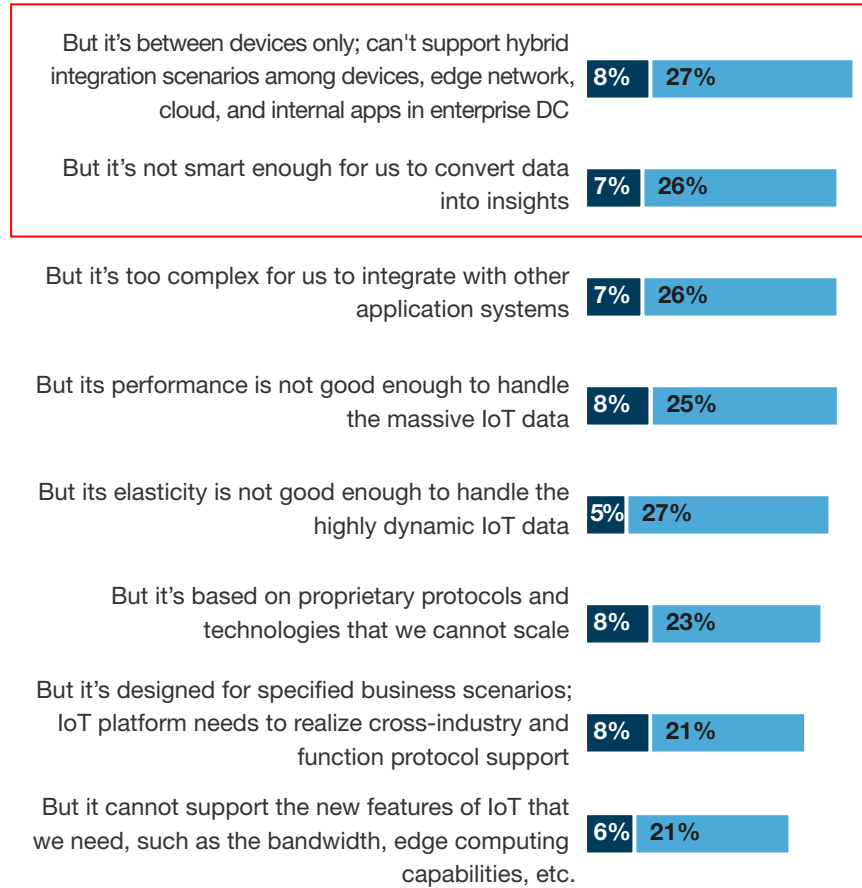 But it’s between devices only; can't support hybrid
integration scenarios among devices, edge network,
cloud, and internal apps in enterprise DC
8% 27%
But it’s not smart enough for us to convert data
into insights
7% 26%
But it’s too complex for us to integrate with other
application systems
7% 26%
But its performance is not good enough to handle
the massive IoT data
8% 25%
But its elasticity is not good enough to handle the
highly dynamic IoT data
5% 27%
But it’s based on proprietary protocols and
technologies that we cannot scale
8% 23%
But it’s designed for specified business scenarios;
IoT platform needs to realize cross-industry and
function protocol support
8% 21%
But it cannot support the new features of IoT that
we need, such as the bandwidth, edge computing
capabilities, etc.
6% 21%